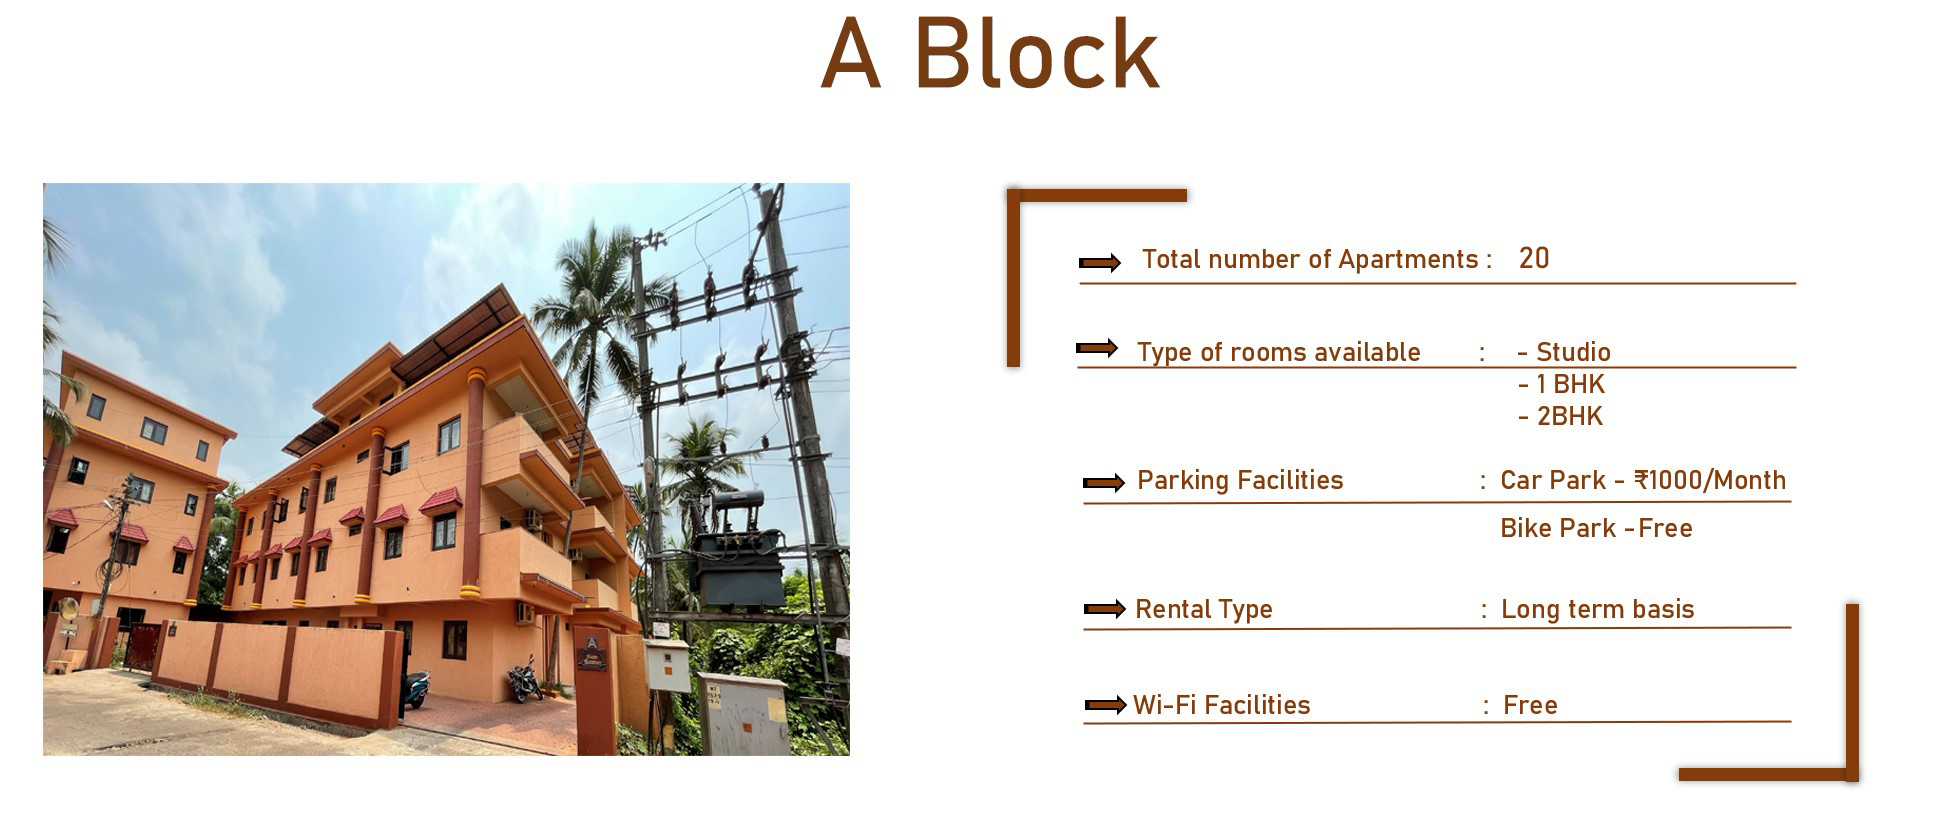 A Block
Total number of Apartments : 20
Type of rooms available : - Studio
- 1 BHK
- 2BHK
Parking Facilities : Car Park - ₹1000/Month
Bike Park -Free
Rental Type : Long term basis
Wi-Fi Facilities : Free
A